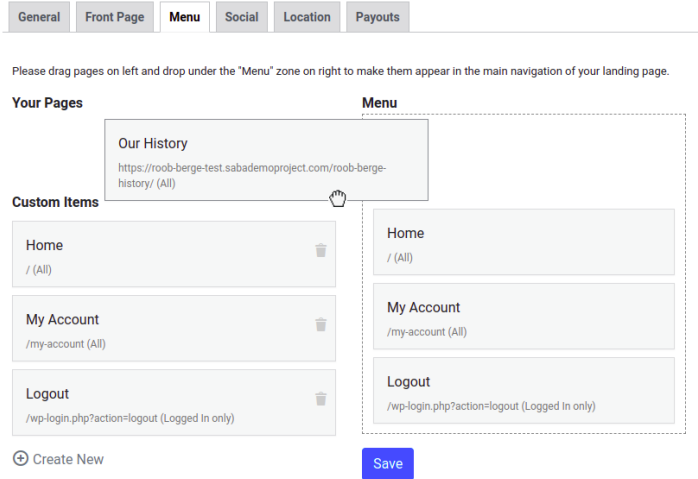 General Front Page Menu Social Location Payouts
Please drag pages on left and drop under the "Menu" zone on right to make them appear in the main navigation of your landing page.
Your Pages
Menu
Our History
https://roob-berge-test.sabademoproject.com/roob-berge-
history/ (All)
Custom Items
Home
/ (All)
My Account
/my-account (All)
Logout
/wp-login.php?action=logout (Logged In only)
Create New
Home
/ (All)
My Account
/my-account (All)
Logout
/wp-login.php?action=logout (Logged In only)
Save